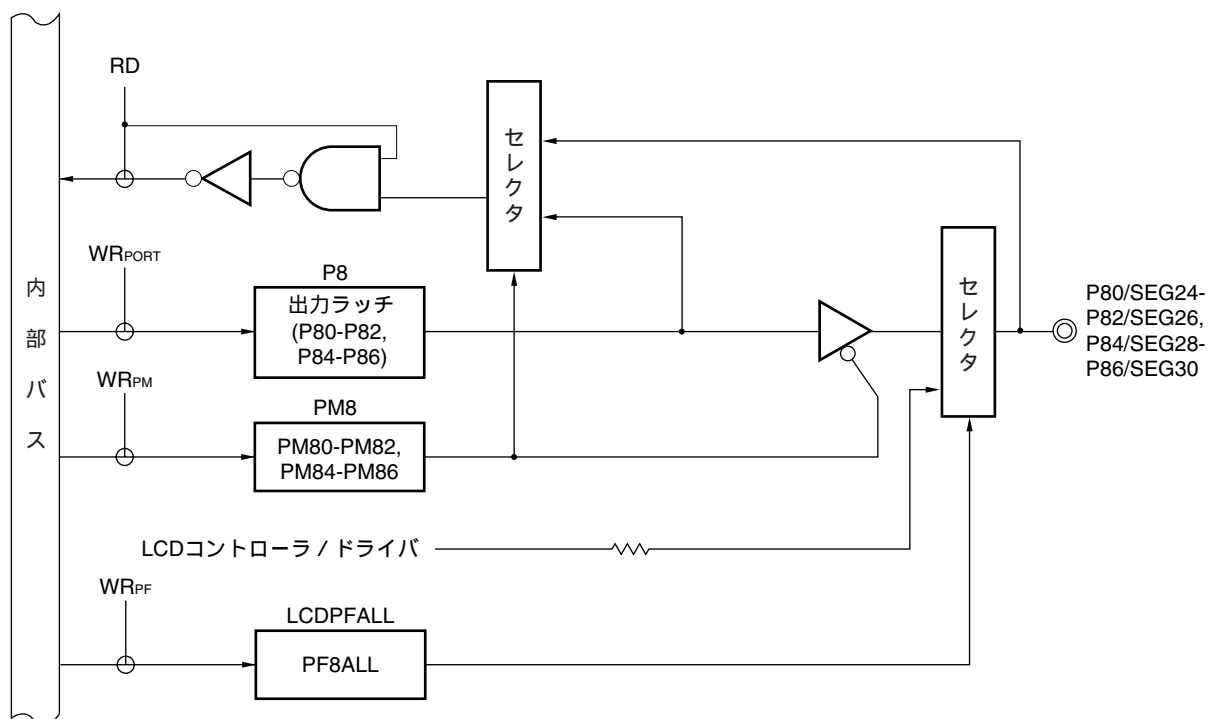 RD
セレクタ
WRPORT
P8
出力ラッチ
(P80-P82,
P84-P86)
内部バス
セレクタ
P80/SEG24-
P82/SEG26,
P84/SEG28-
P86/SEG30
WRPM
PM8
PM80-PM82,
PM84-PM86
LCDコントローラ / ドライバ
WRPF
LCDPFALL
PF8ALL